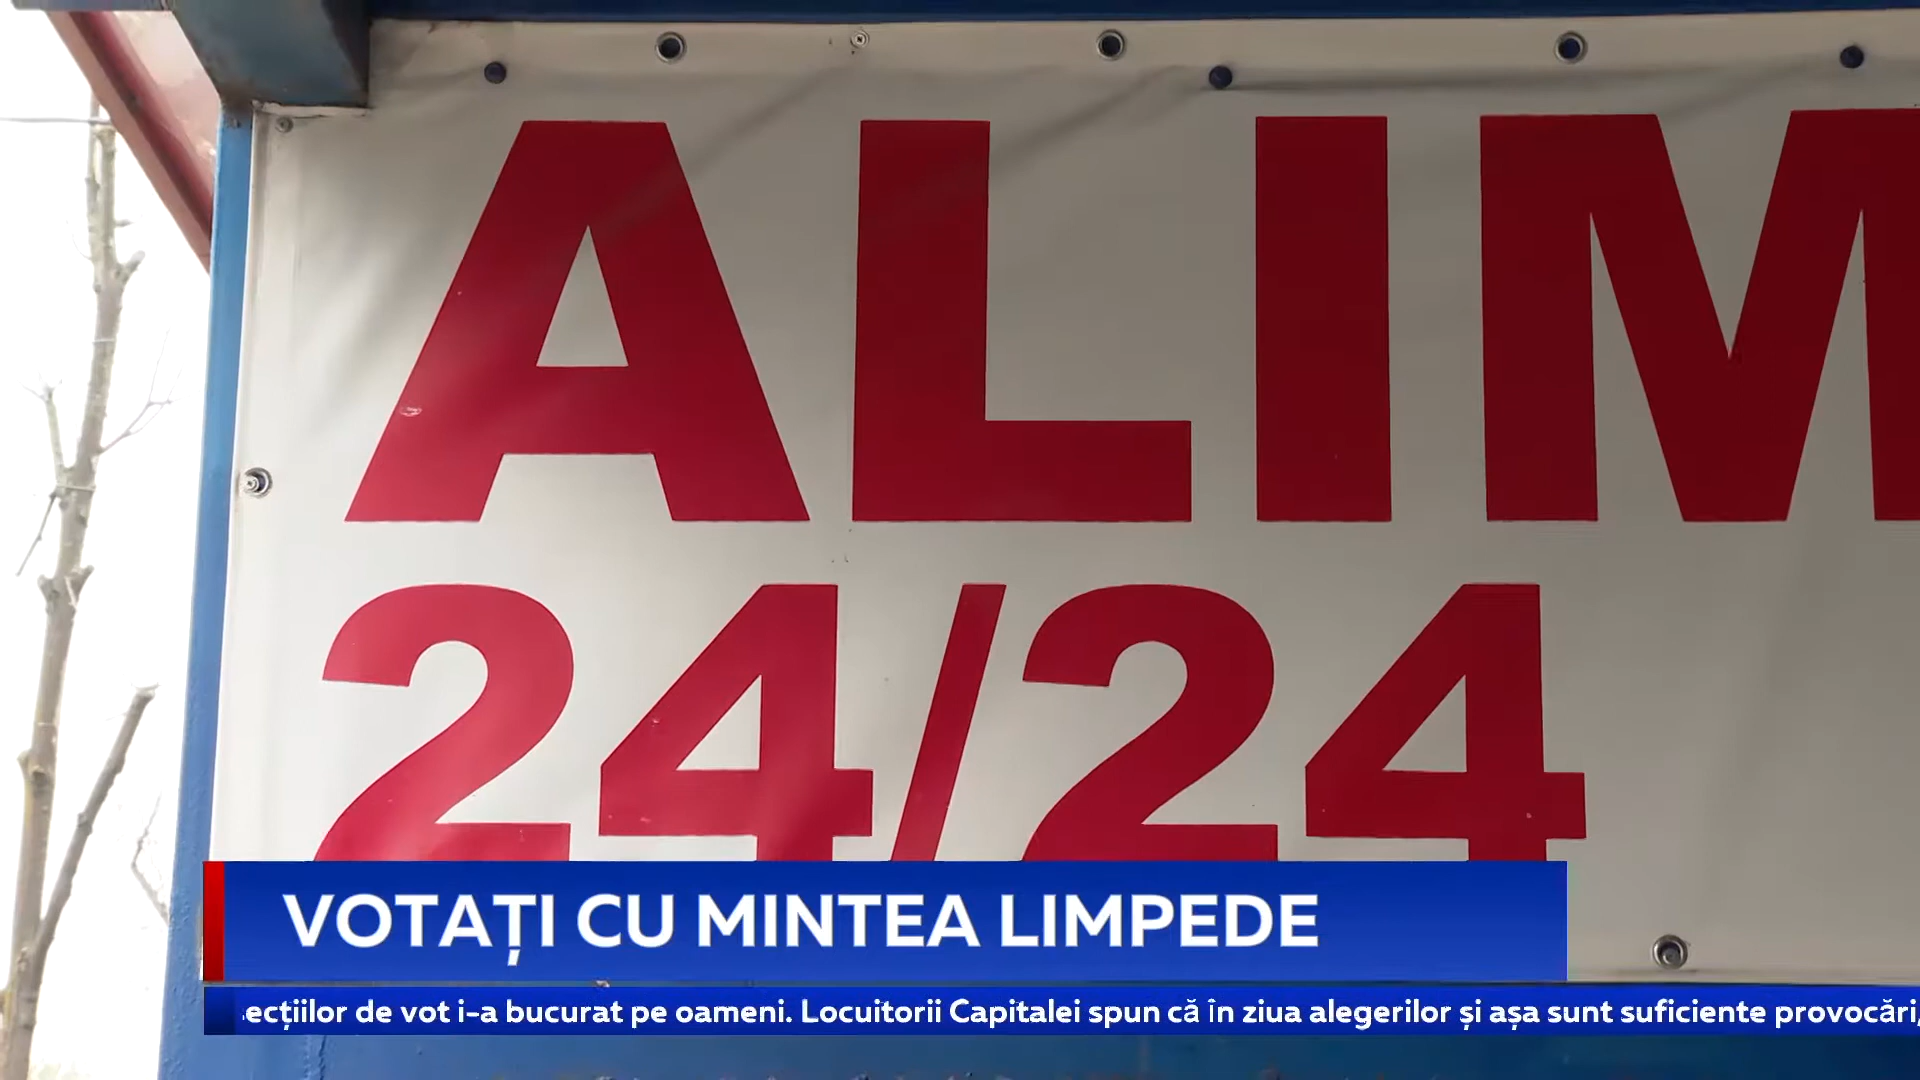 ALIM
24/24
VOTAȚI CU MINTEA LIMPEDE
ecțiilor de vot i-a bucurat pe oameni. Locuitorii Capitalei spun că în ziua alegerilor și așa sunt suficiente provocări,